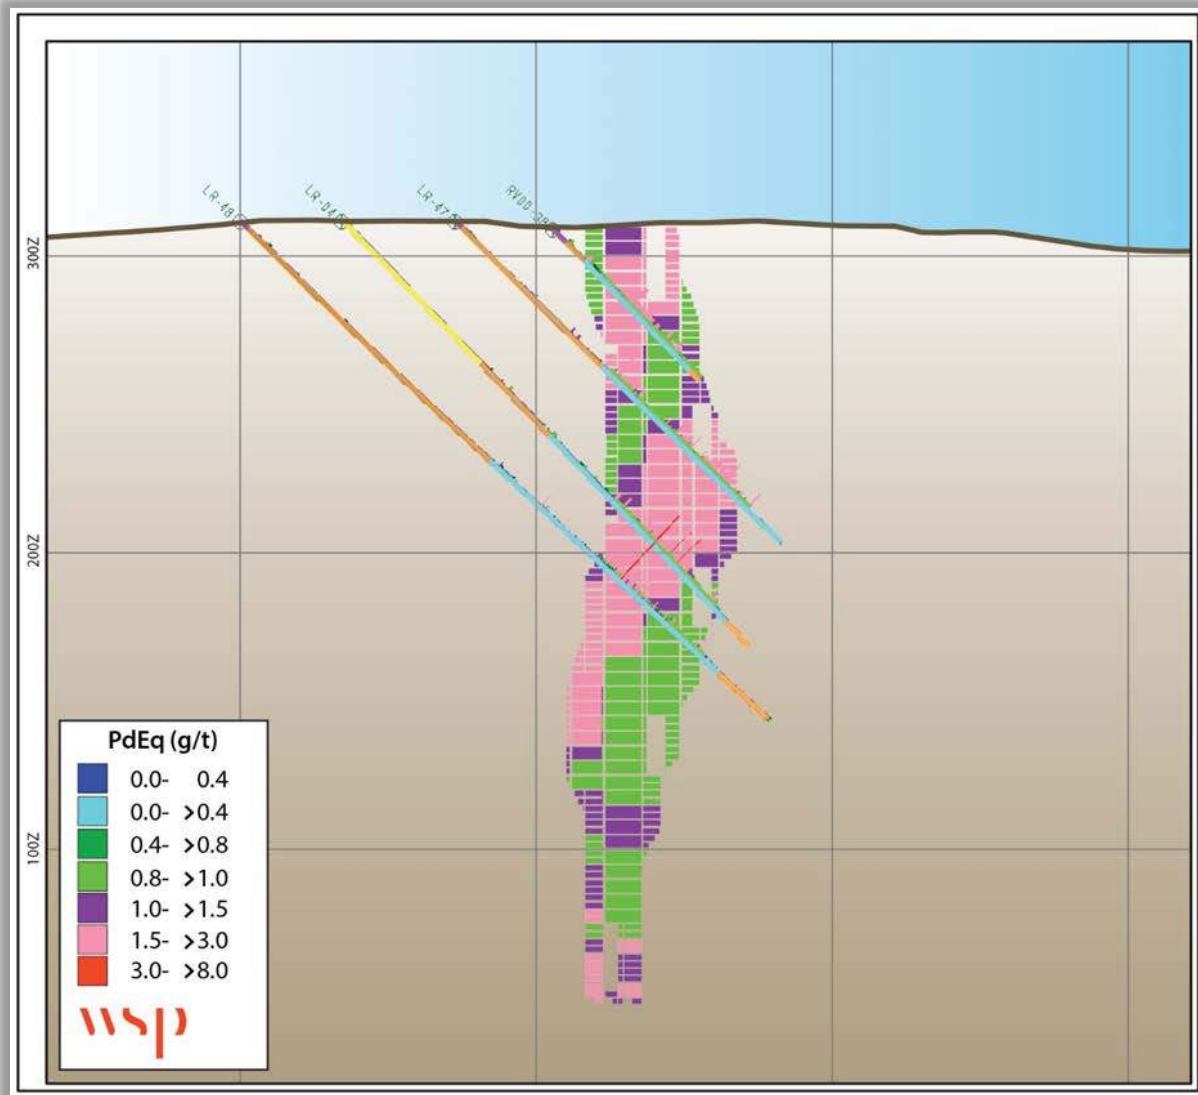 LR-48
LR-04
LR-47
300Z
200Z
100Z
PdEq (g/t)
0.0- 0.4
0.0- >0.4
0.4- >0.8
0.8- >1.0
1.0- >1.5
1.5- >3.0
3.0- >8.0
wsp